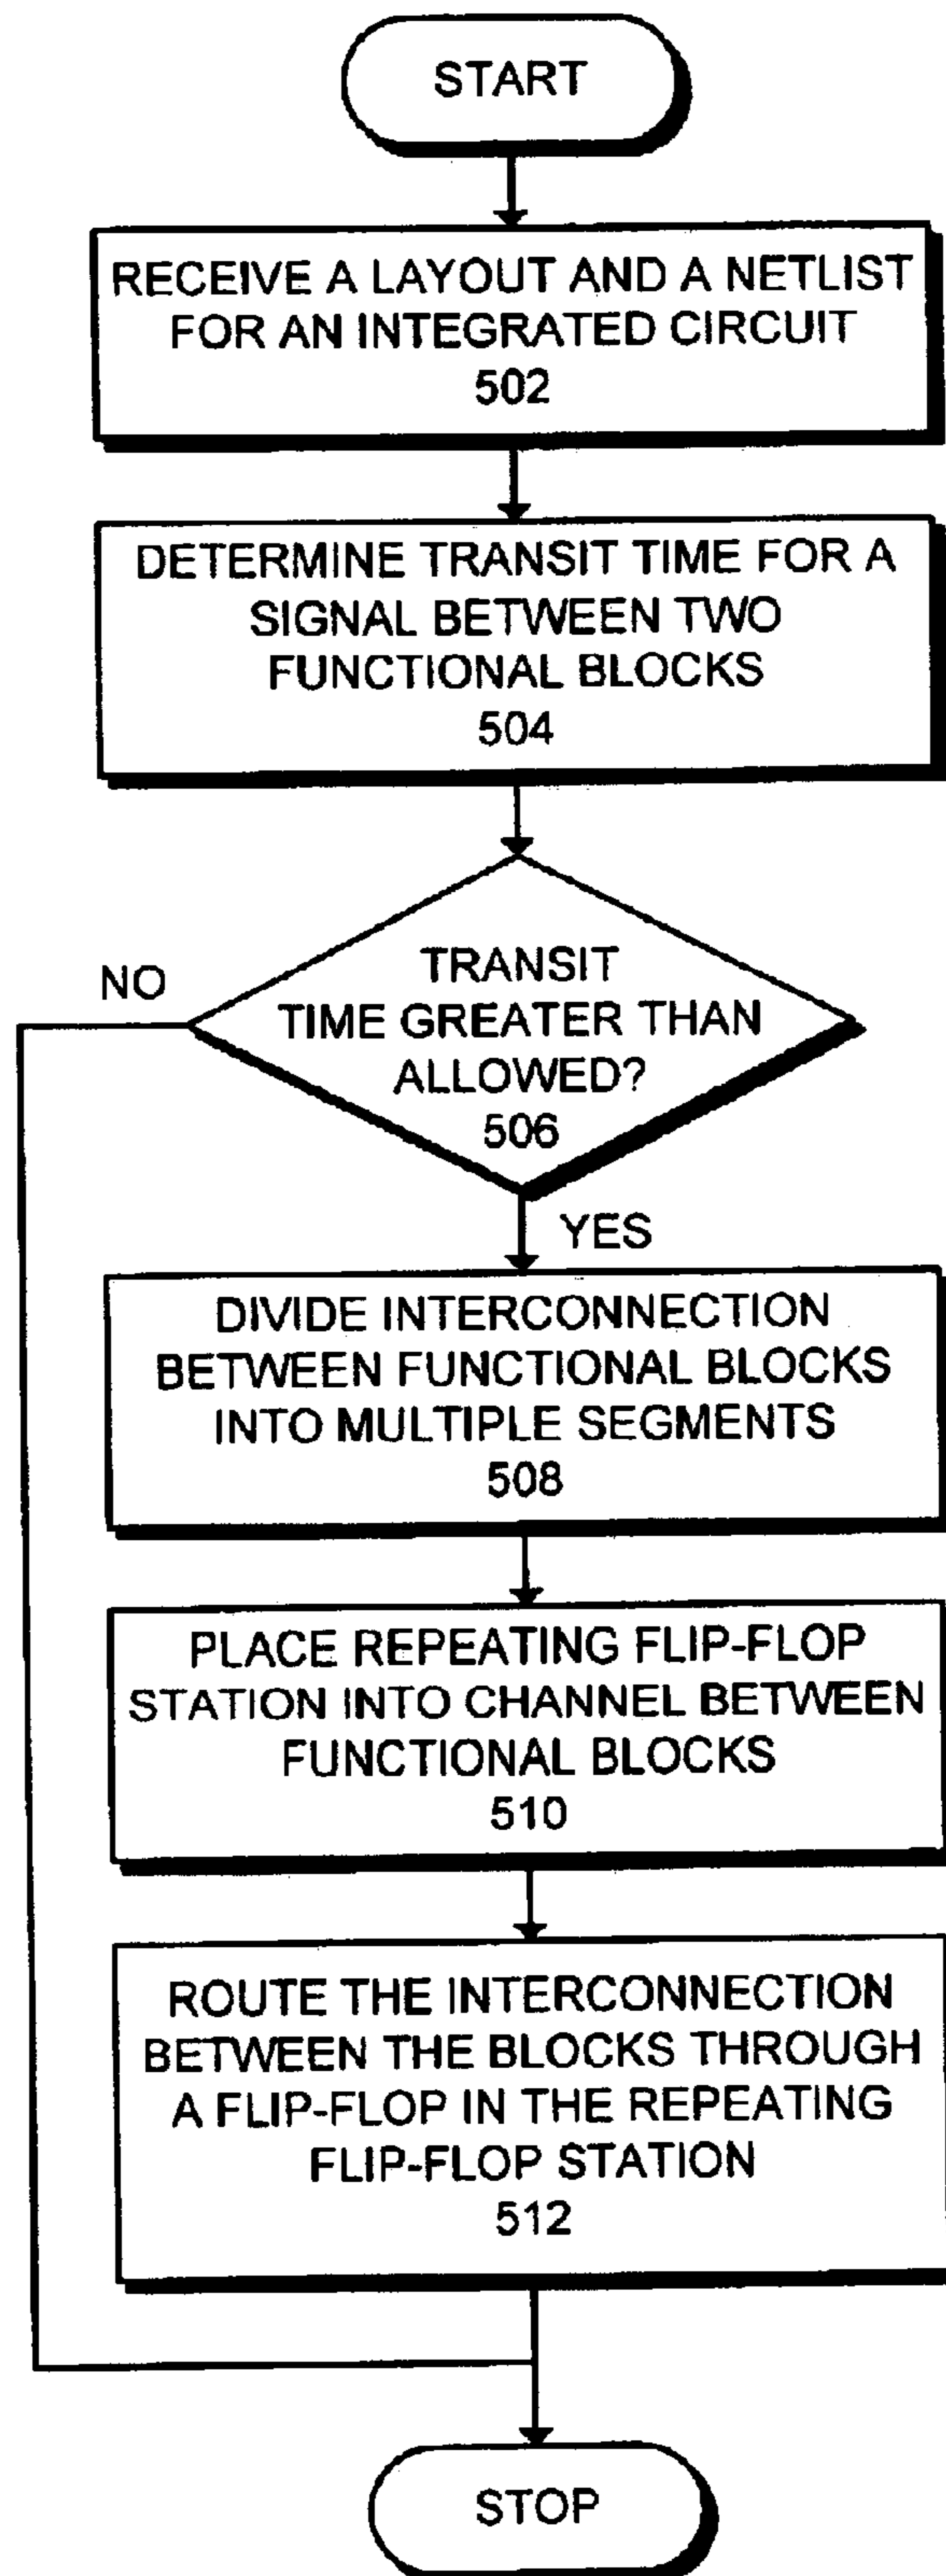 START
RECEIVE A LAYOUT AND A NETLIST
FOR AN INTEGRATED CIRCUIT
502
DETERMINE TRANSIT TIME FOR A
SIGNAL BETWEEN TWO
FUNCTIONAL BLOCKS
504
NO
TRANSIT
TIME GREATER THAN
ALLOWED?
506
YES
DIVIDE INTERCONNECTION
BETWEEN FUNCTIONAL BLOCKS
INTO MULTIPLE SEGMENTS
508
PLACE REPEATING FLIP-FLOP
STATION INTO CHANNEL BETWEEN
FUNCTIONAL BLOCKS
510
ROUTE THE INTERCONNECTION
BETWEEN THE BLOCKS THROUGH
A FLIP-FLOP IN THE REPEATING
FLIP-FLOP STATION
512
STOP